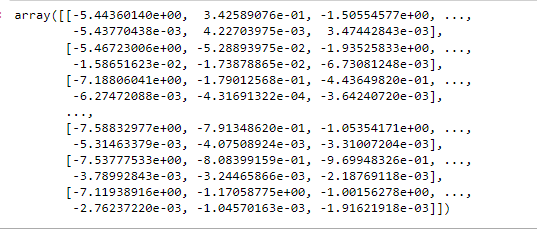 array([[-5.44360140e+00, 3.42589076e-01, -1.50554577e+00, ...,
-5.43770438e-03, 4.22703975e-03, 3.47442843e-03],
[-5.46723006e+00, -5.28893975e-02, -1.93525833e+00, ...,
-1.58651623e-02, -1.73878865e-02, -6.73081248e-03],
[-7.18806041e+00, -1.79012568e-01, -4.43649820e-01, ...,
-6.27472088e-03, -4.31691322e-04, -3.64240720e-03],
...,
[-7.58832977e+00, -7.91348620e-01, -1.05354171e+00, ...,
-5.31463379e-03, -4.07508924e-03, -3.31007204e-03],
[-7.53777533e+00, -8.08399159e-01, -9.69948326e-01, ...,
-3.78992843e-03, -3.24465866e-03, -2.18769118e-03],
[-7.11938916e+00, -1.17058775e+00, -1.00156278e+00, ...,
-2.76237220e-03, -1.04570163e-03, -1.91621918e-03]])